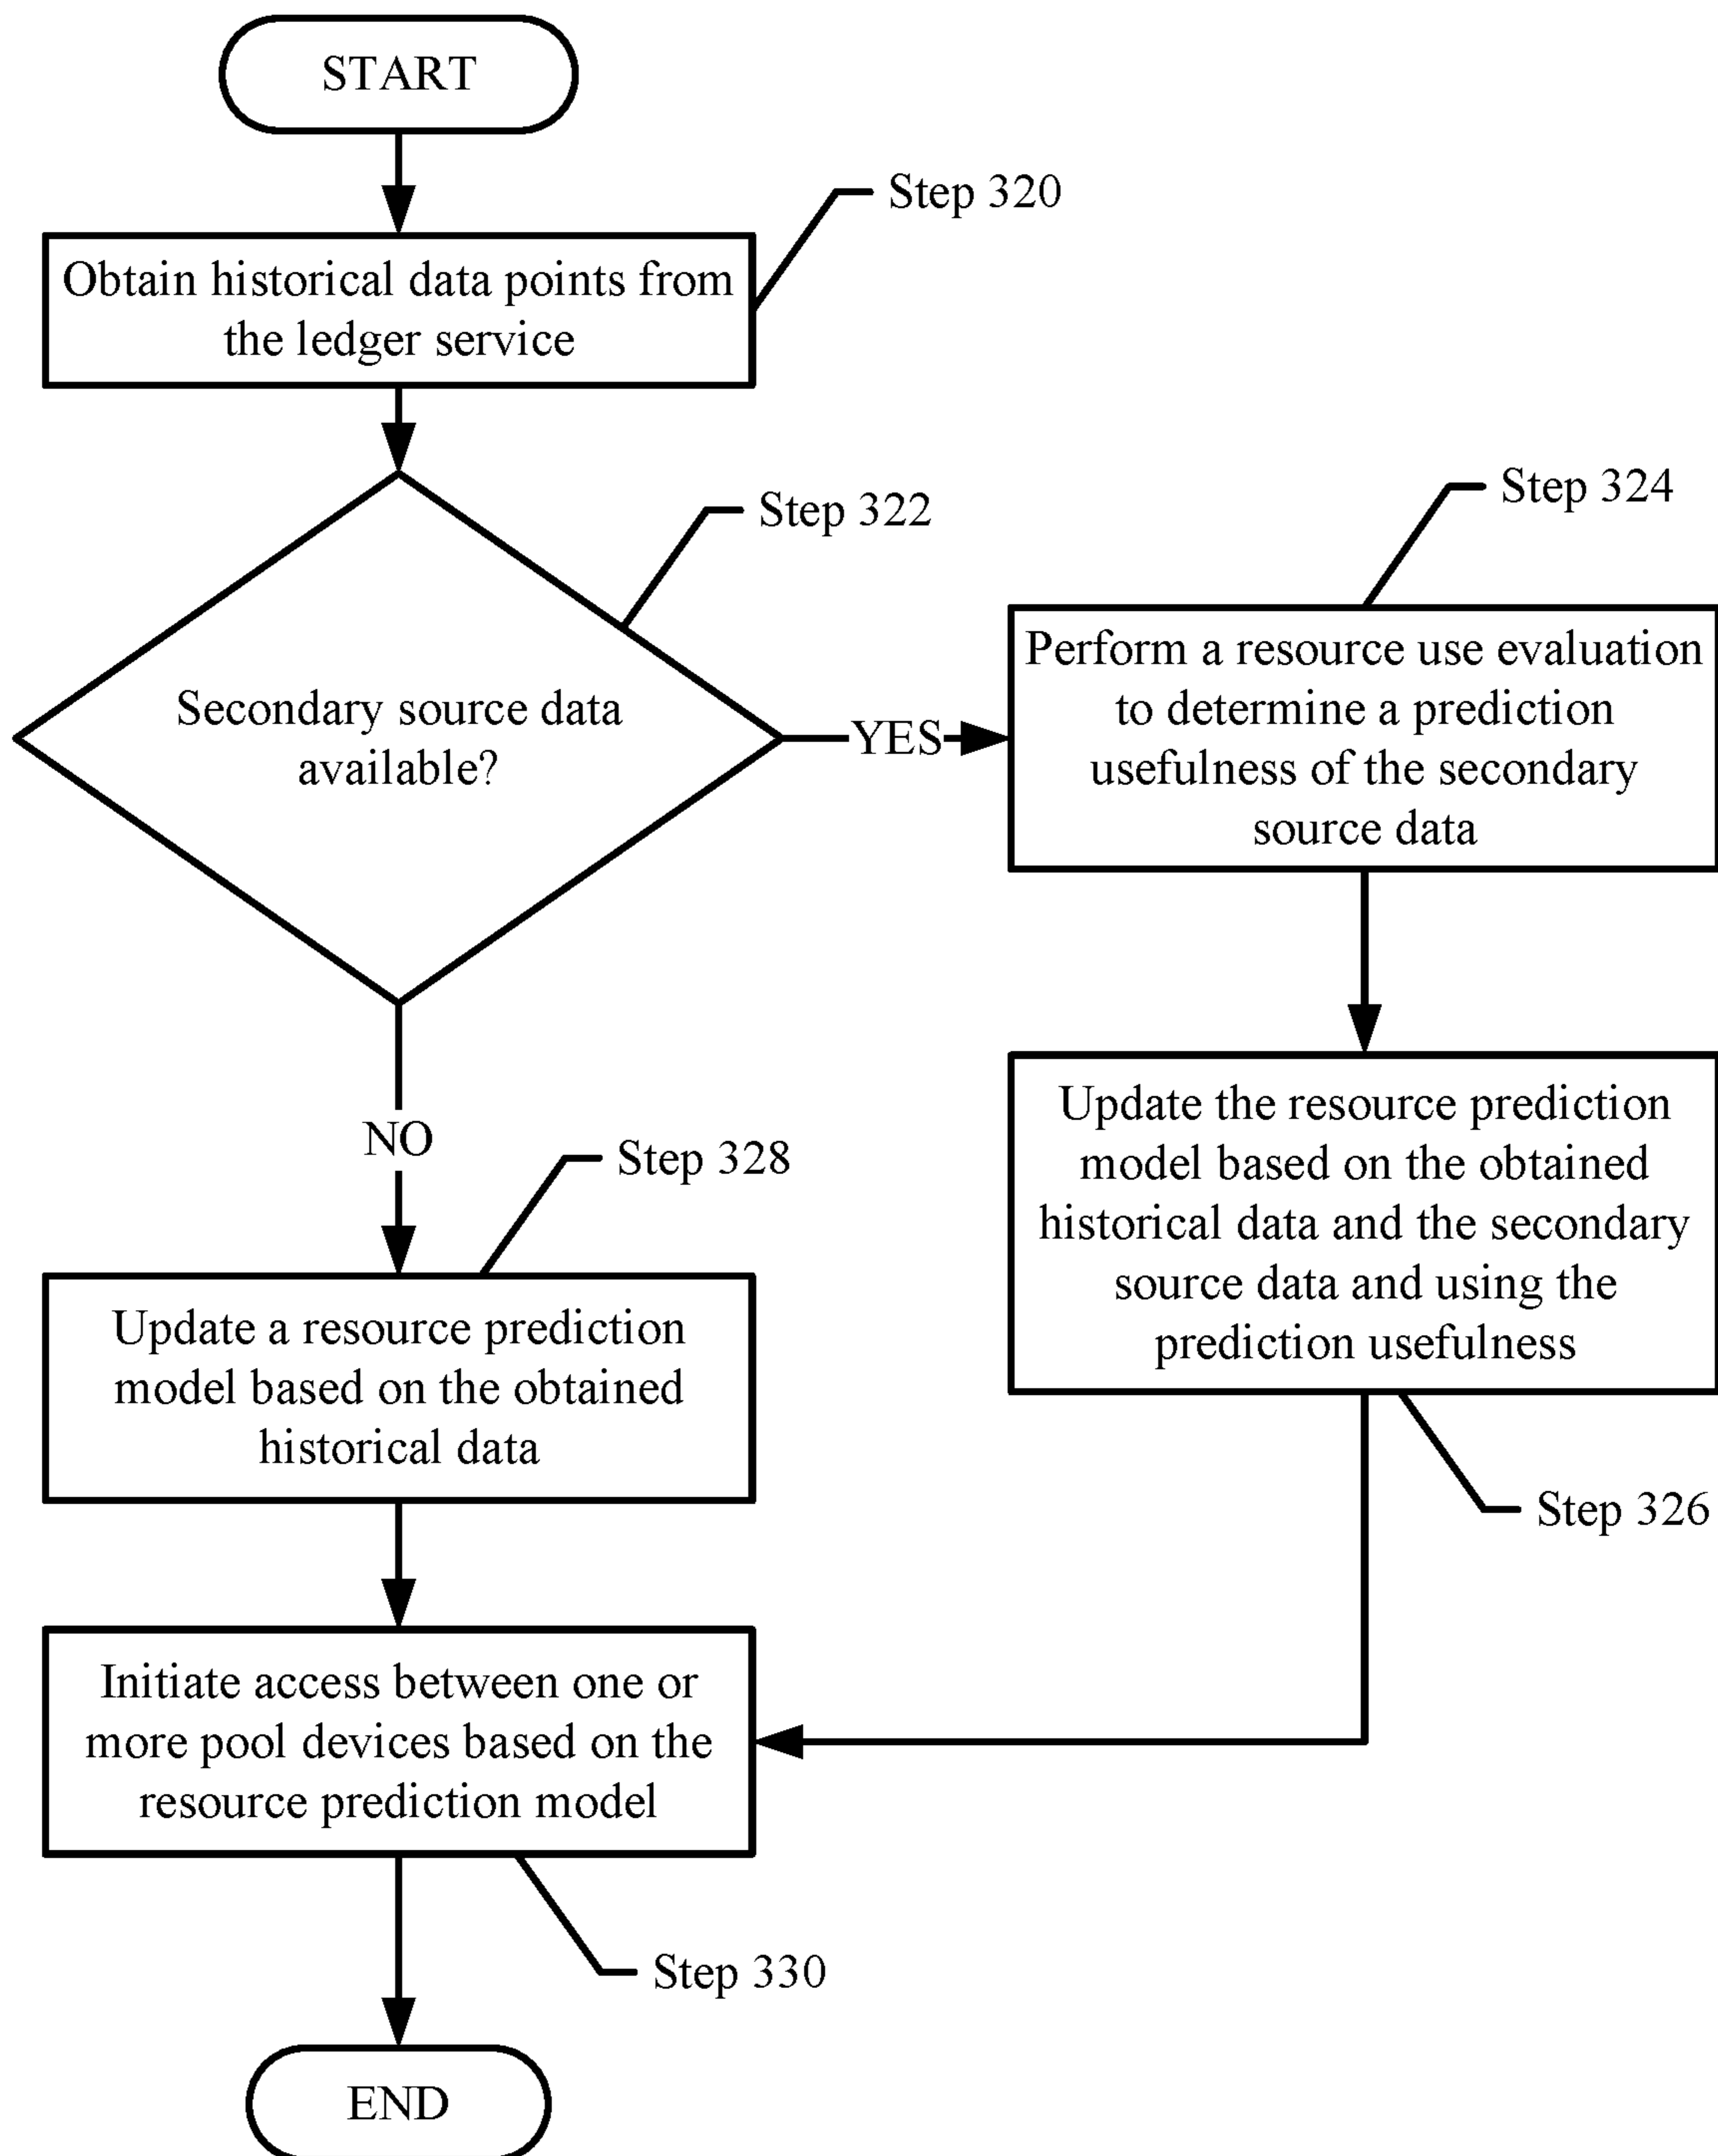 START
Step 320
Obtain historical data points from
the ledger service
Step 322
Secondary source data
available?
YES
Step 324
Perform a resource use evaluation
to determine a prediction
usefulness of the secondary
source data
Update the resource prediction
model based on the obtained
historical data and the secondary
source data and using the
prediction usefulness
Step 326
NO
Step 328
Update a resource prediction
model based on the obtained
historical data
Initiate access between one or
more pool devices based on the
resource prediction model
Step 330
END